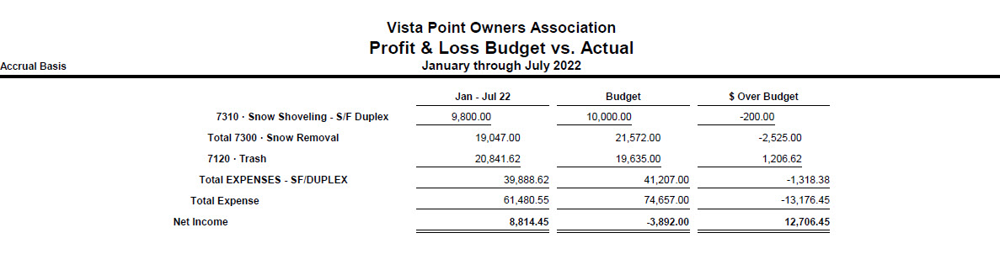 Vista Point Owners Association
Profit & Loss Budget vs. Actual
Accrual Basis January through July 2022
Jan - Jul 22 Budget $ Over Budget
7310 · Snow Shoveling - S/F Duplex 9,800.00 10,000.00 -200.00
Total 7300 · Snow Removal 19,047.00 21,572.00 -2,525.00
7120 · Trash 20,841.62 19,635.00 1,206.62
Total EXPENSES - SF/DUPLEX 39,888.62 41,207.00 -1,318.38
Total Expense 61,480.55 74,657.00 -13,176.45
Net Income 8,814.45 -3,892.00 12,706.45